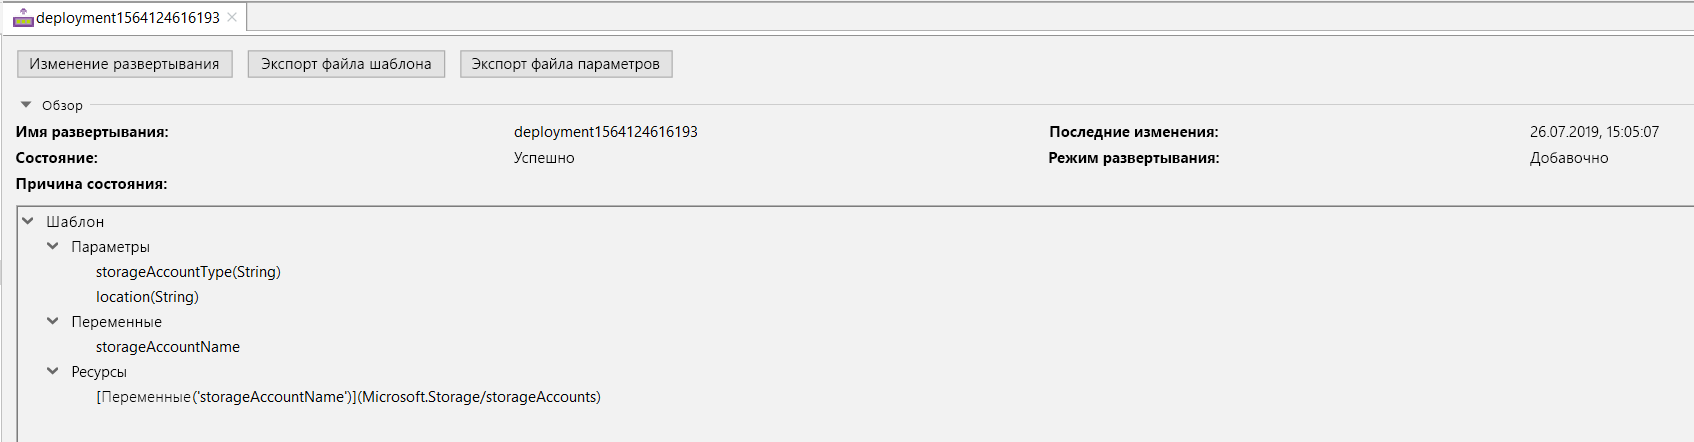 deployment1564124616193
Изменение развертывания Экспорт файла шаблона Экспорт файла параметров
Обзор
Имя развертывания: deployment1564124616193 Последние изменения: 26.07.2019, 15:05:07
Состояние: Успешно Режим развертывания: Добавочно
Причина состояния:
Шаблон
Параметры
storageAccountType(String)
location(String)
Переменные
storageAccountName
Ресурсы
[Переменные('storageAccountName')](Microsoft.Storage/storageAccounts)